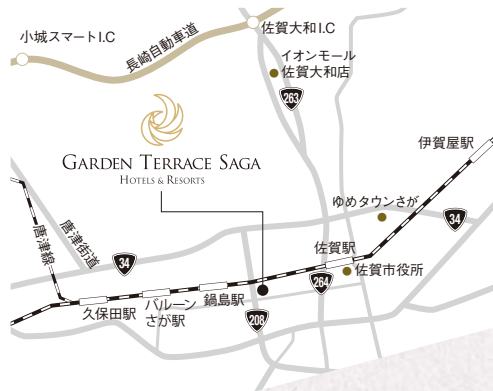 小城スマートI.C
佐賀大和I.C
長崎自動車道
イオンモール
佐賀大和店
263
GARDEN TERRACE SAGA
HOTELS & RESORTS
伊賀屋駅
ゆめタウンさが
34
唐津街道
唐津線
34
佐賀駅
佐賀市役所
264
鍋島駅
バルーン
さが駅
久保田駅
208